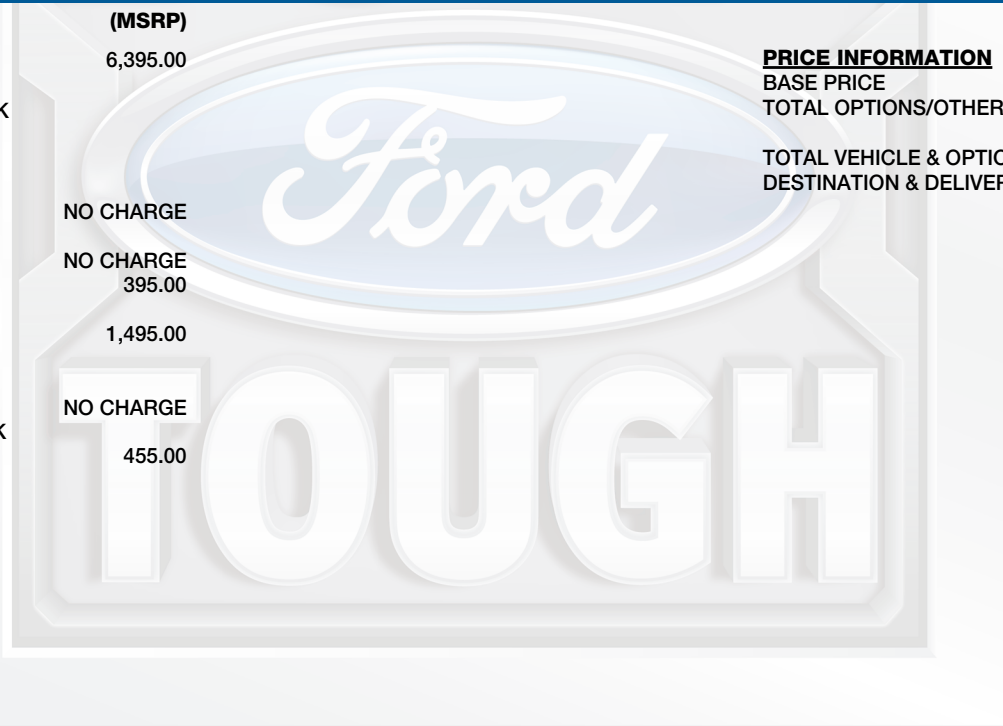 (MSRP)
6,395.00
K
NO CHARGE
NO CHARGE
395.00
1,495.00
NO CHARGE
K
455.00
PRICE INFORMATION
BASE PRICE
TOTAL OPTIONS/OTHER
TOTAL VEHICLE & OPTIO
DESTINATION & DELIVER
Ford
TOUGH